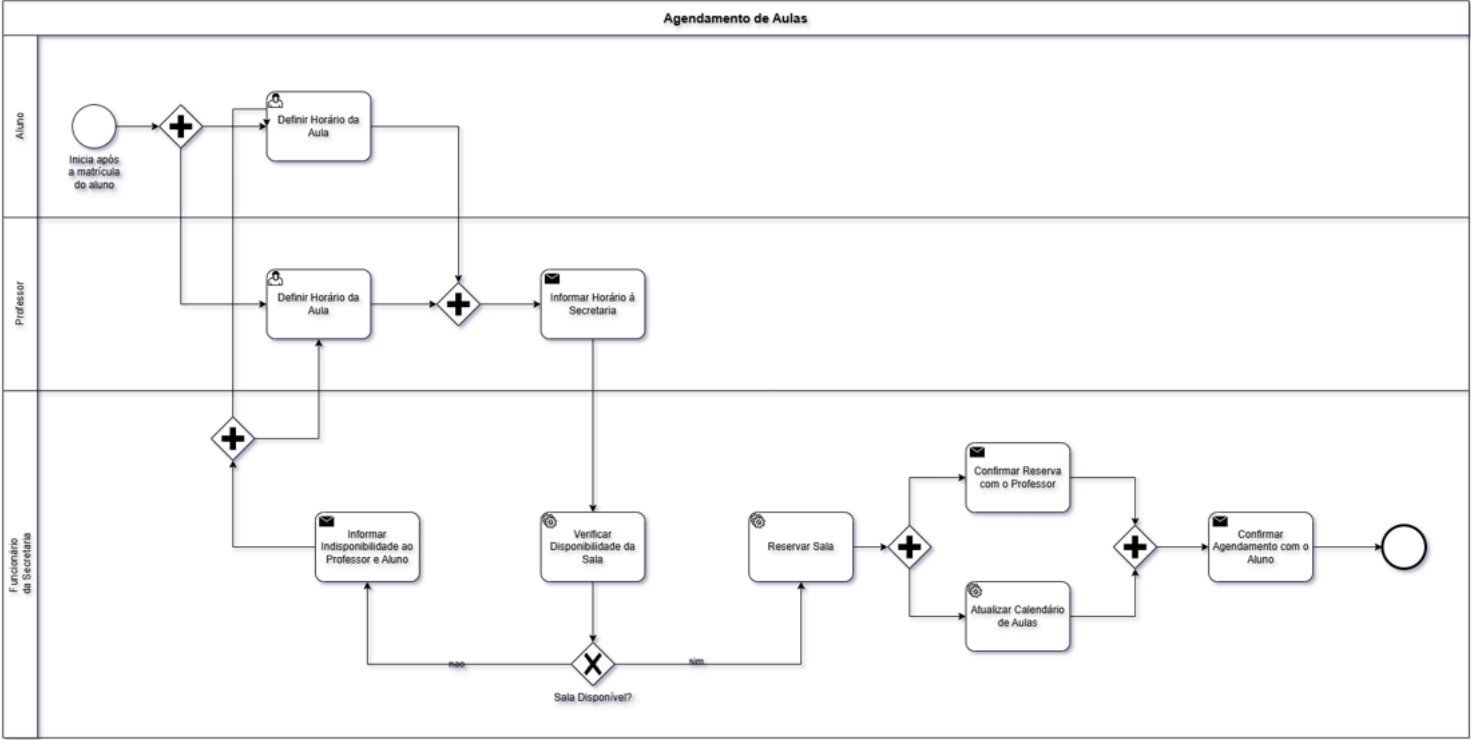 Agendamento de Aulas
Aluno
Inicia após
a matrícula
do aluno
Definir Horário da
Aula
Professor
Definir Horário da
Aula
Informar Horário à
Secretaria
Funcionário
da Secretaria
Informar
Indisponibilidade ao
Professor e Aluno
Verificar
Disponibilidade da
Sala
nao
sim
Sala Disponível?
Reservar Sala
Confirmar Reserva
com o Professor
Atualizar Calendário
de Aulas
Confirmar
Agendamento com o
Aluno